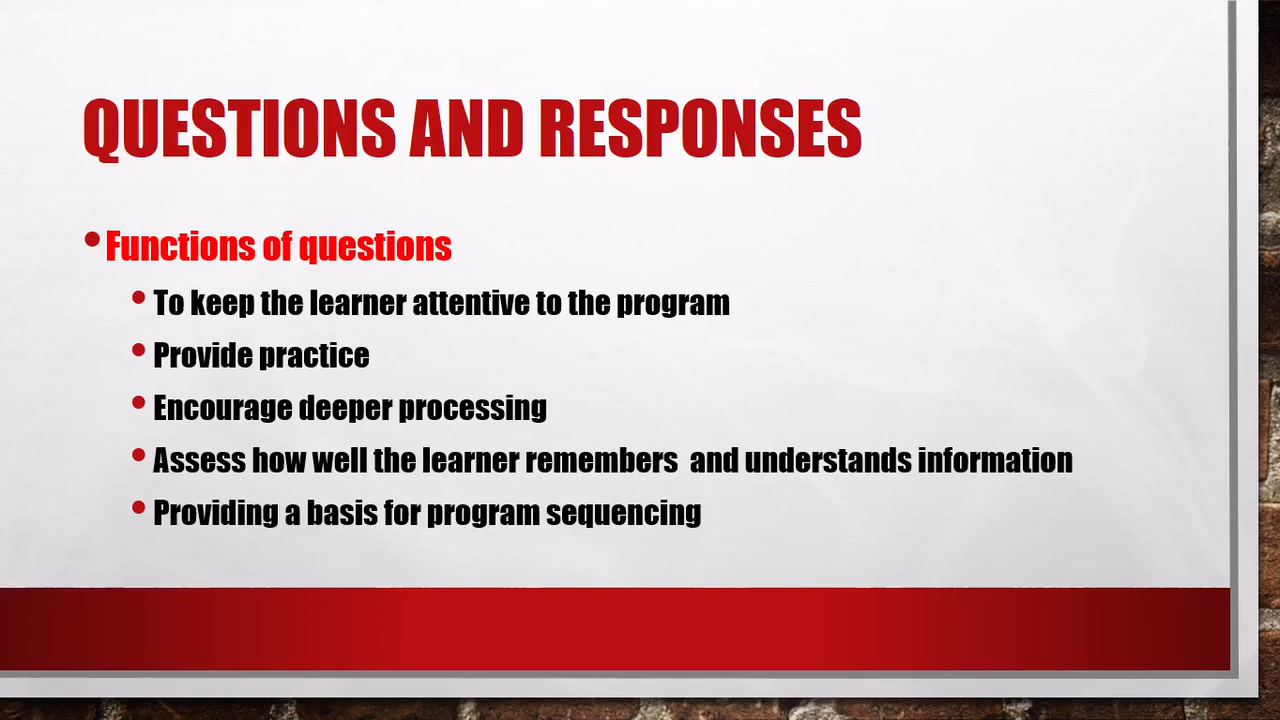 QUESTIONS AND RESPONSES
• Functions of questions
• To keep the learner attentive to the program
• Provide practice
• Encourage deeper processing
• Assess how well the learner remembers  and understands information
• Providing a basis for program sequencing